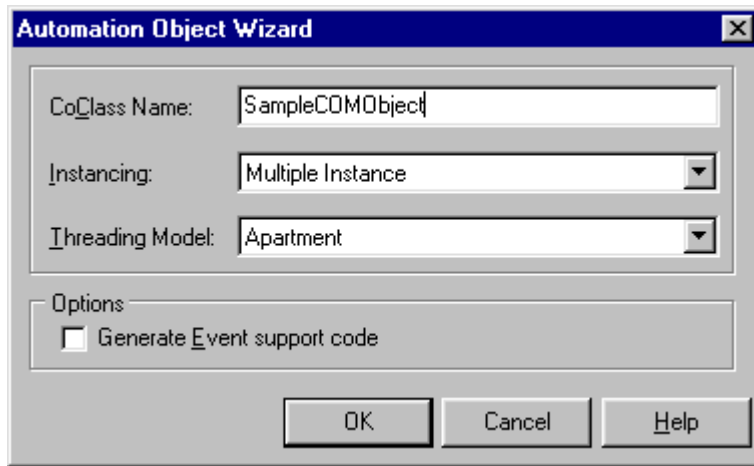 Automation Object Wizard
CoClass Name: SampleCOMObject
Instancing: Multiple Instance
Threading Model: Apartment
Options
Generate Event support code
OK Cancel Help